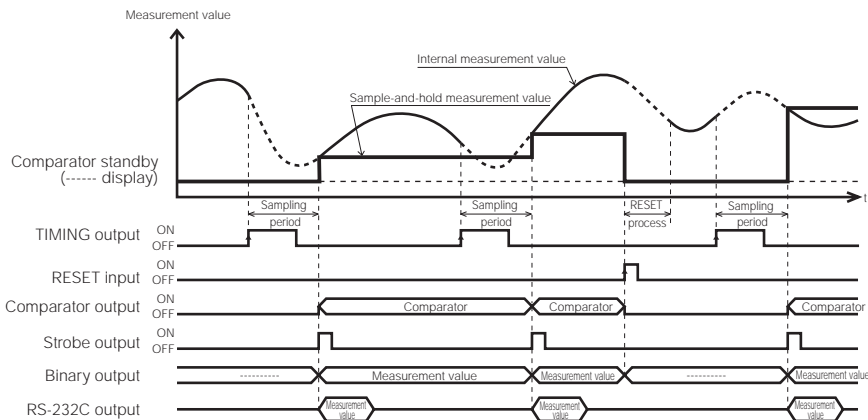 Measurement value
Internal measurement value
Sample-and-hold measurement value
Comparator standby
(------ display)
t
Sampling period
Sampling period
RESET process
Sampling period
TIMING output ON OFF
RESET input ON OFF
Comparator output ON OFF Comparator Comparator Comparator
Strobe output ON OFF
Binary output ---------- Measurement value Measurement value ---------- Measurement value
RS-232C output Measurement value Measurement value Measurement value